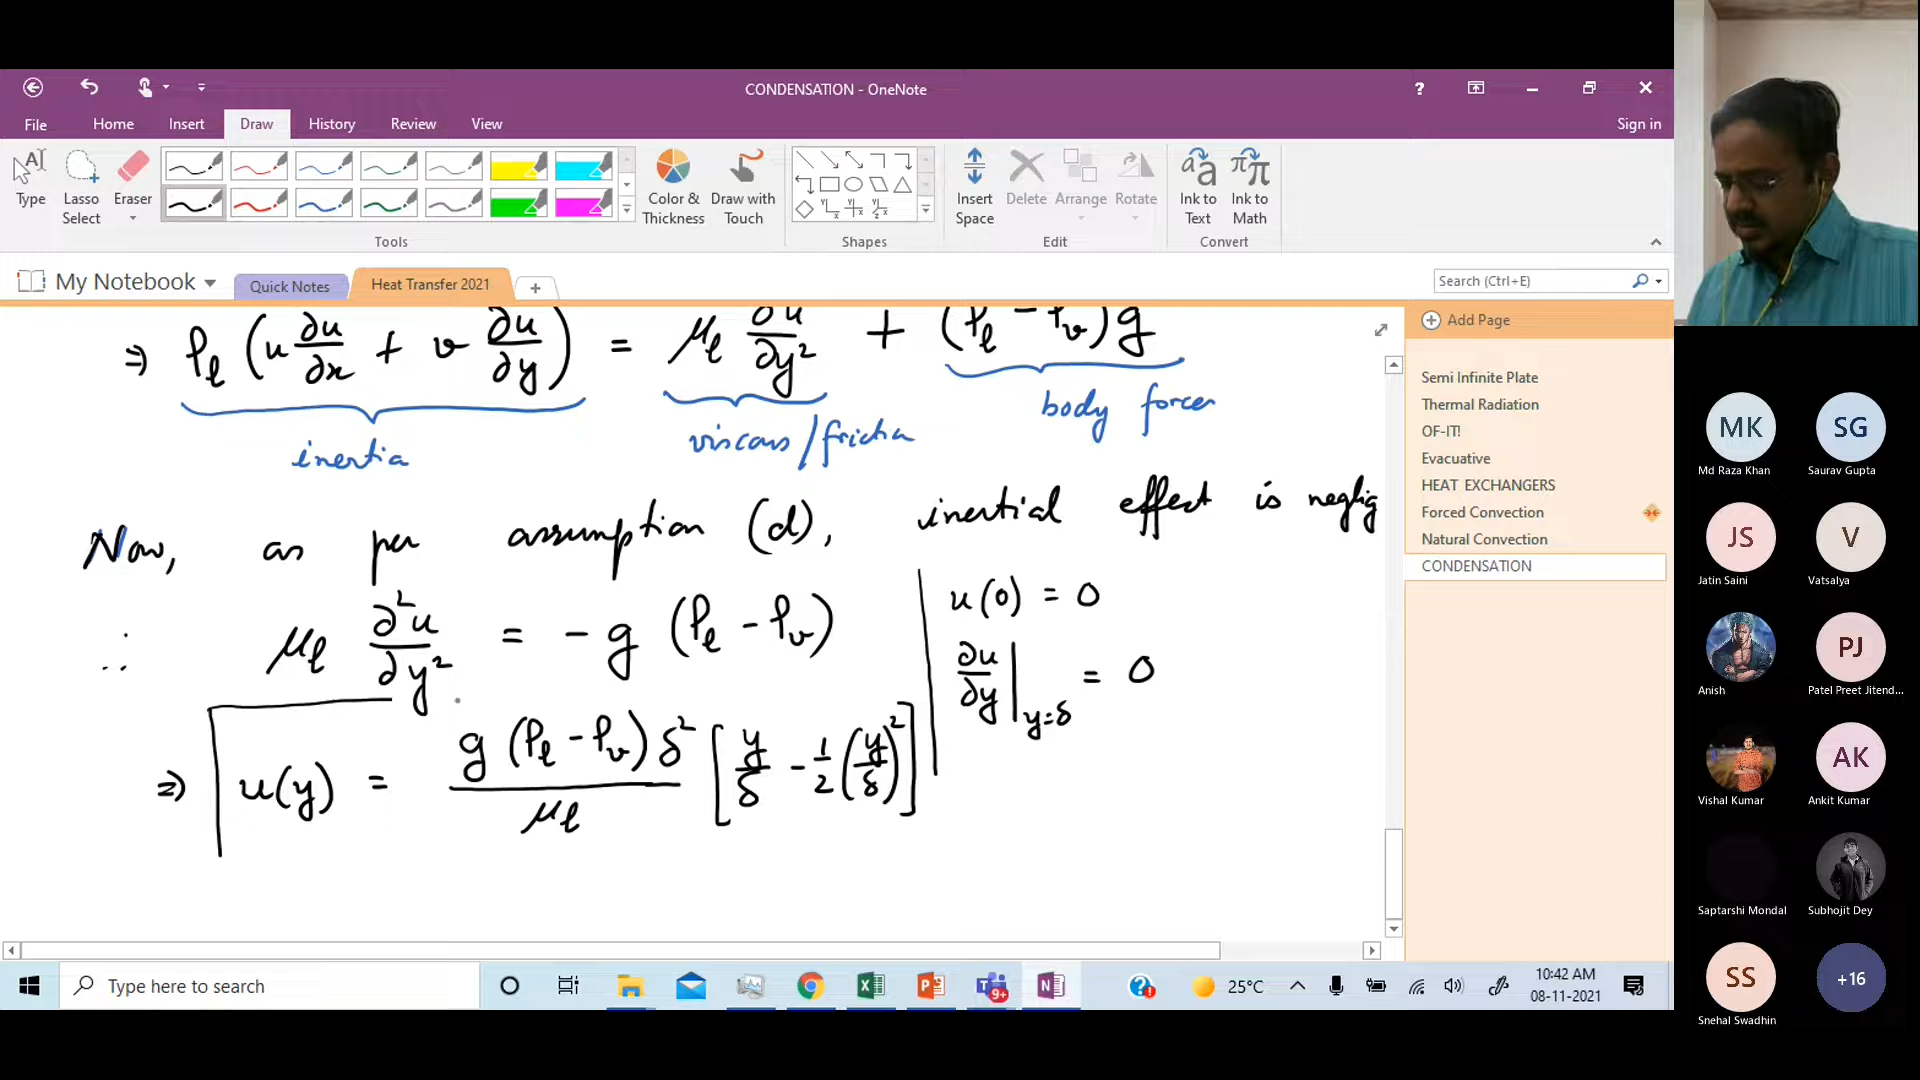 CONDENSATION - OneNote
?
File Home Insert Draw History Review View
Sign in
Type Lasso Select Eraser
Color & Thickness Draw with Touch
Insert Space Delete Arrange Rotate
Ink to Text Ink to Math
Tools Shapes Edit Convert
My Notebook Quick Notes Heat Transfer 2021 +
Search (Ctrl+E)
⇒ ρℓ (u ∂u/∂x + v ∂u/∂y) = μℓ ∂u/∂y² + (ρℓ - ρv) g
inertia viscous/friction body forces
Now, as per assumption (d), inertial effect is neglig
∴ μℓ ∂²u/∂y² = - g (ρℓ - ρv)
u(0) = 0
∂u/∂y |y=δ = 0
⇒ u(y) = g (ρℓ - ρv) δ² / μℓ [y/δ - 1/2 (y/δ)²]
Add Page
Semi Infinite Plate
Thermal Radiation
OF-IT!
Evacuative
HEAT EXCHANGERS
Forced Convection
Natural Convection
CONDENSATION
MK SG
Md Raza Khan Saurav Gupta
JS V
Jatin Saini Vatsalya
PJ
Anish Patel Preet Jitend...
AK
Vishal Kumar Ankit Kumar
Saptarshi Mondal Subhojit Dey
SS +16
Snehal Swadhin
Type here to search
9+
25°C
10:42 AM
08-11-2021